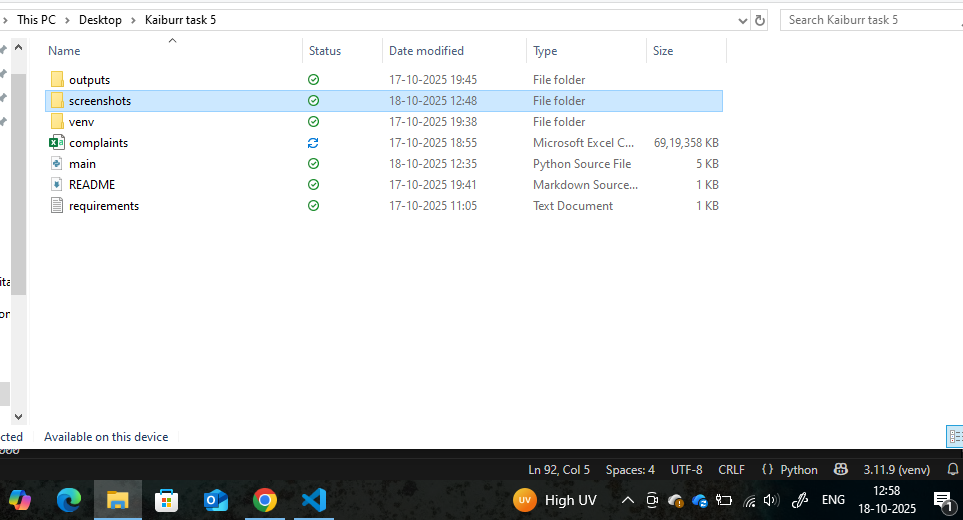 This PC > Desktop > Kaiburr task 5
Search Kaiburr task 5
Name Status Date modified Type Size
outputs 17-10-2025 19:45 File folder
screenshots 18-10-2025 12:48 File folder
venv 17-10-2025 19:38 File folder
complaints 17-10-2025 18:55 Microsoft Excel C... 69,19,358 KB
main 18-10-2025 12:35 Python Source File 5 KB
README 17-10-2025 19:41 Markdown Source... 1 KB
requirements 17-10-2025 11:05 Text Document 1 KB
cted Available on this device
Ln 92, Col 5 Spaces: 4 UTF-8 CRLF {} Python 3.11.9 (venv)
UV High UV ENG 12:58
18-10-2025
1